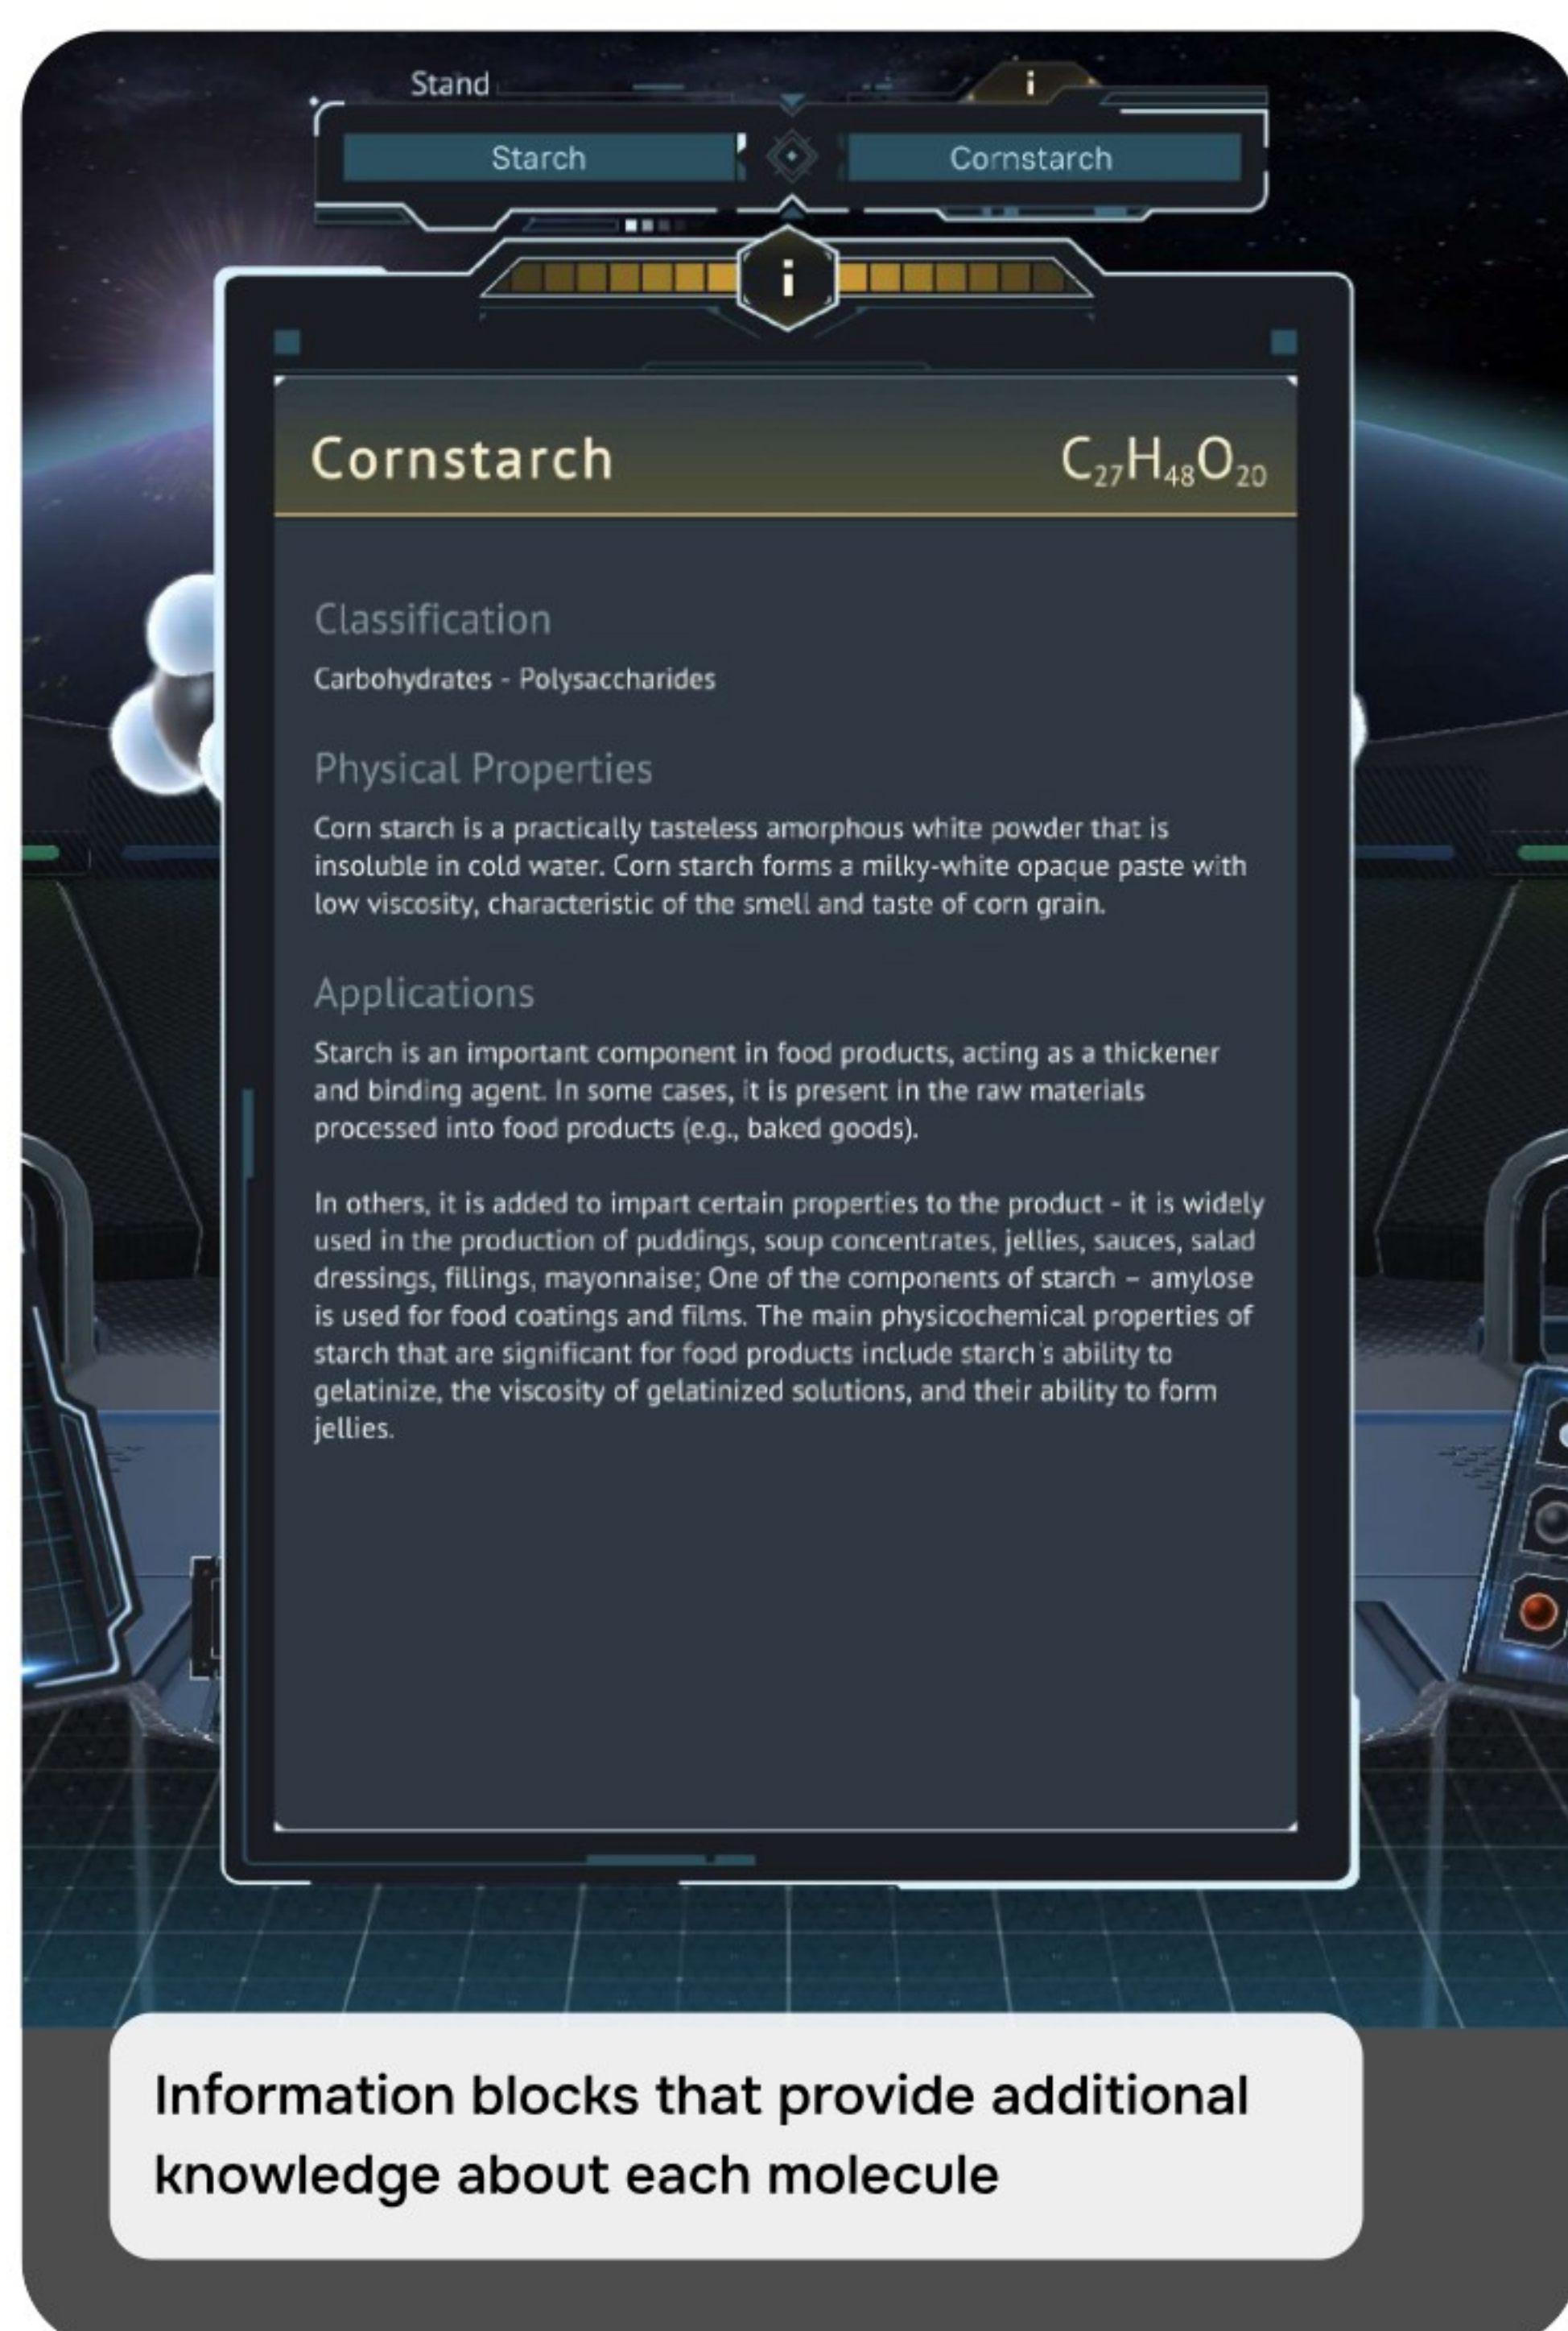 Stand
i
Starch
Cornstarch
i
Cornstarch
C₂₇H₄₈O₂₀
Classification
Carbohydrates - Polysaccharides
Physical Properties
Corn starch is a practically tasteless amorphous white powder that is
insoluble in cold water. Corn starch forms a milky-white opaque paste with
low viscosity, characteristic of the smell and taste of corn grain.
Applications
Starch is an important component in food products, acting as a thickener
and binding agent. In some cases, it is present in the raw materials
processed into food products (e.g., baked goods).
In others, it is added to impart certain properties to the product - it is widely
used in the production of puddings, soup concentrates, jellies, sauces, salad
dressings, fillings, mayonnaise; One of the components of starch – amylose
is used for food coatings and films. The main physicochemical properties of
starch that are significant for food products include starch's ability to
gelatinize, the viscosity of gelatinized solutions, and their ability to form
jellies.
Information blocks that provide additional
knowledge about each molecule